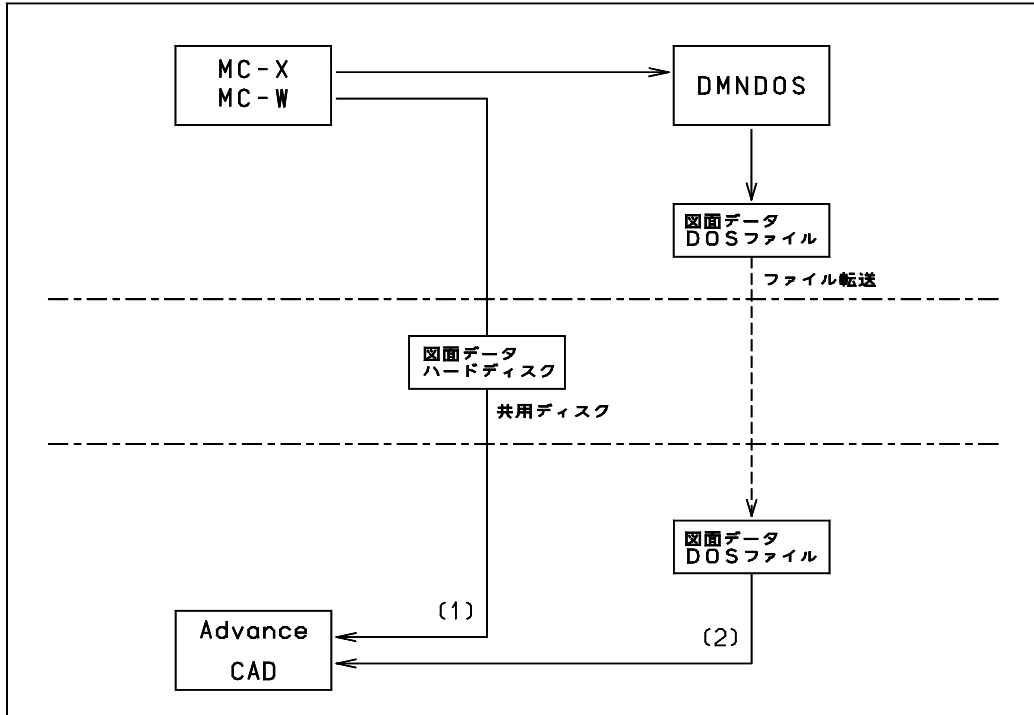 MC-X
MC-W
DMNDOS
図面データ
DOSファイル
ファイル転送
図面データ
ハードディスク
共用ディスク
図面データ
DOSファイル
(1)
(2)
Advance
CAD